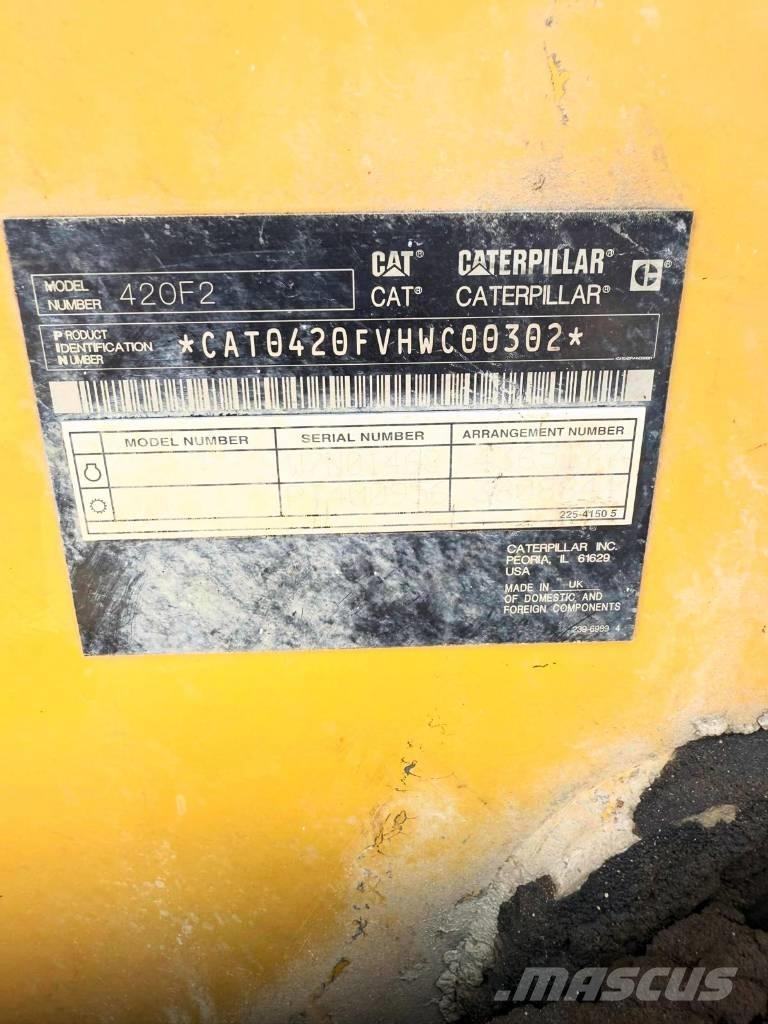 MODEL NUMBER 420F2
CAT® CATERPILLAR®
CAT® CATERPILLAR®
PRODUCT IDENTIFICATION NUMBER *CAT0420FVHWC00302*
MODEL NUMBER SERIAL NUMBER ARRANGEMENT NUMBER
225-4150 5
CATERPILLAR INC.
PEORIA, IL 61629
USA
MADE IN UK
OF DOMESTIC AND
FOREIGN COMPONENTS
239-6983 4
MASCUS